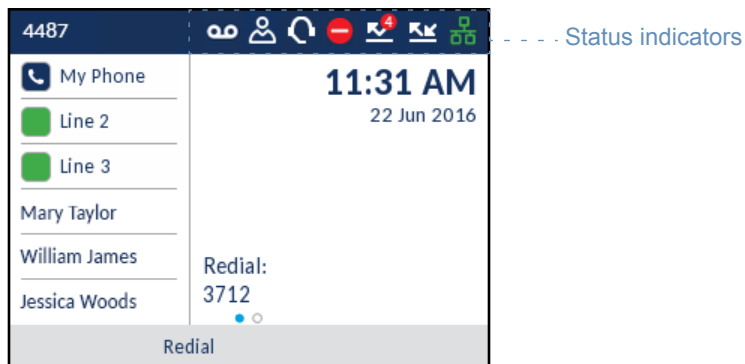 4487
4
Status indicators
My Phone
11:31 AM
Line 2
22 Jun 2016
Line 3
Mary Taylor
William James
Redial:
Jessica Woods
3712
Redial